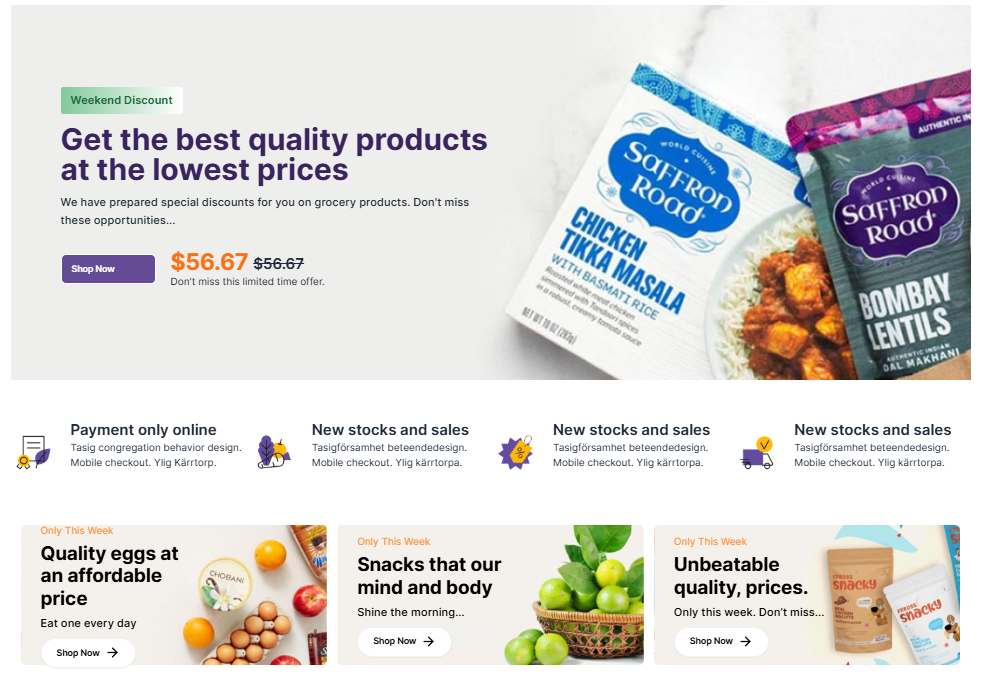 Weekend Discount
Get the best quality products
at the lowest prices
We have prepared special discounts for you on grocery products. Don't miss
these opportunities...
Shop Now
$56.67 $56.67
Don't miss this limited time offer.
WORLD CUISINE
Saffron
Road
CHICKEN
TIKKA MASALA
WITH BASMATI RICE
Roasted white meat chicken
simmered with Tandoori spices
in a robust, creamy tomato sauce
NET WT 10 OZ (283g)
AUTHENTIC IN
WORLD CUISINE
Saffron
Road
BOMBAY
LENTILS
AUTHENTIC INDIAN
DAL MAKHANI
Payment only online
Tasig congregation behavior design.
Mobile checkout. Ylig Kärrtorp.
New stocks and sales
Tasigförsamhet beteendedesign.
Mobile checkout. Ylig kärrtorpa.
New stocks and sales
Tasigförsamhet beteendedesign.
Mobile checkout. Ylig kärrtorpa.
New stocks and sales
Tasigförsamhet beteendedesign.
Mobile checkout. Ylig kärrtorpa.
Only This Week
Quality eggs at
an affordable
price
Eat one every day
Shop Now
CHOBANI
Only This Week
Snacks that our
mind and body
Shine the morning...
Shop Now
Only This Week
Unbeatable
quality, prices.
Only this week. Don't miss...
Shop Now
snacky
snacky